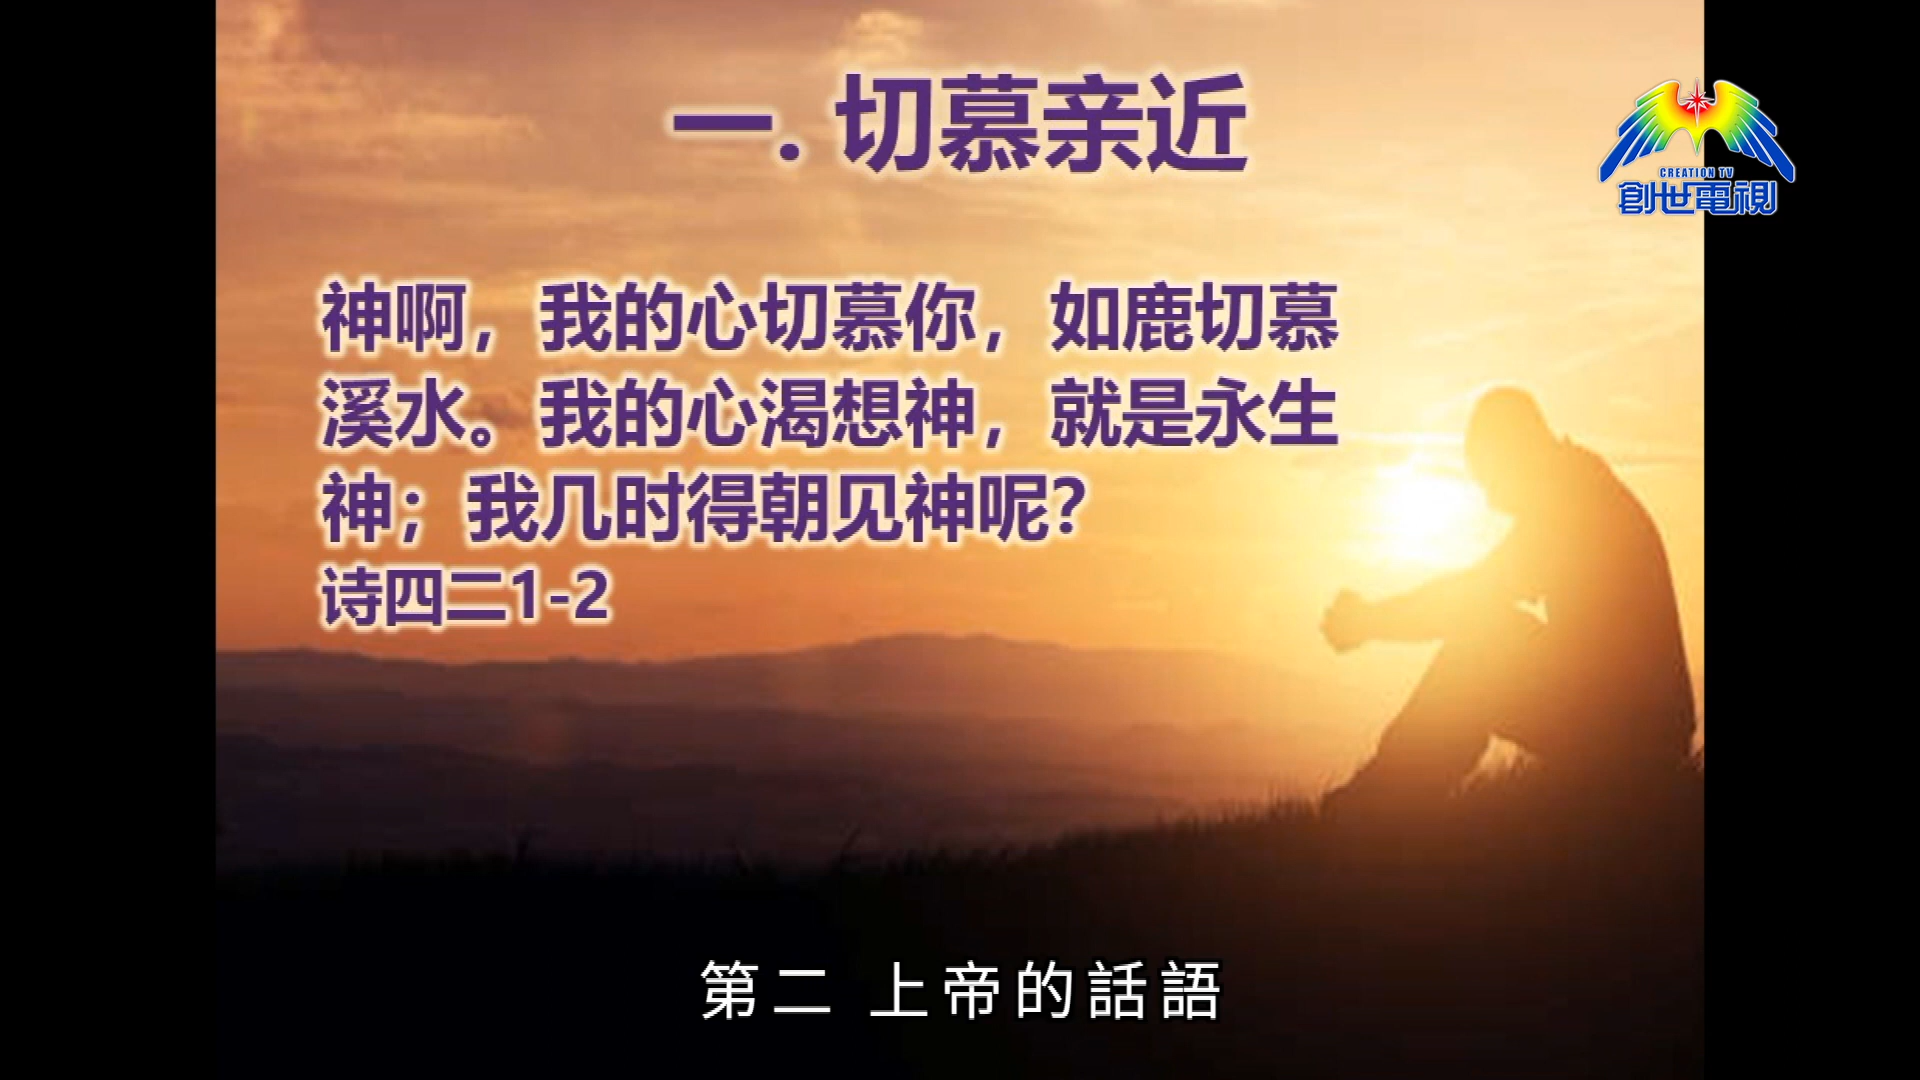 一. 切慕亲近
CREATION TV
創世電視
神啊，我的心切慕你，如鹿切慕
溪水。我的心渴想神，就是永生
神；我几时得朝见神呢？
诗四二1-2
第二 上帝的話語